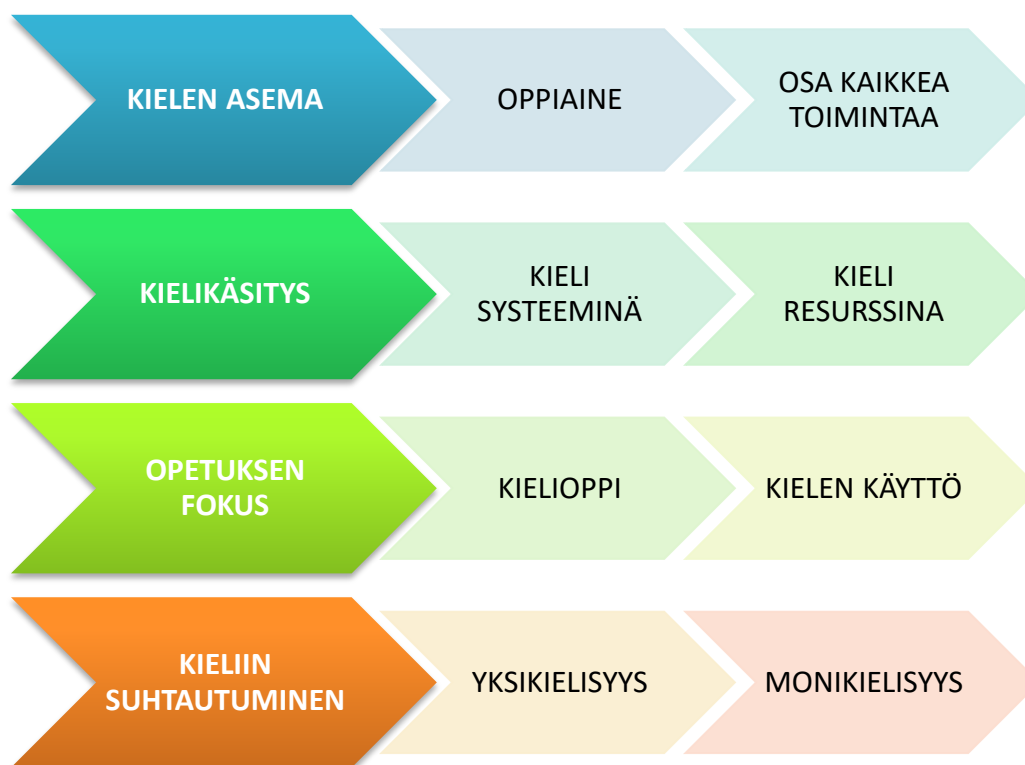 KIELEN ASEMA
OPPIAINE
OSA KAIKKEA
TOIMINTAA
KIELIKÄSITYS
KIELI
SYSTEEMINÄ
KIELI
RESURSSINA
OPETUKSEN
FOKUS
KIELIOPPI
KIELEN KÄYTTÖ
KIELIIN
SUHTAUTUMINEN
YKSIKIELISYYS
MONIKIELISYYS